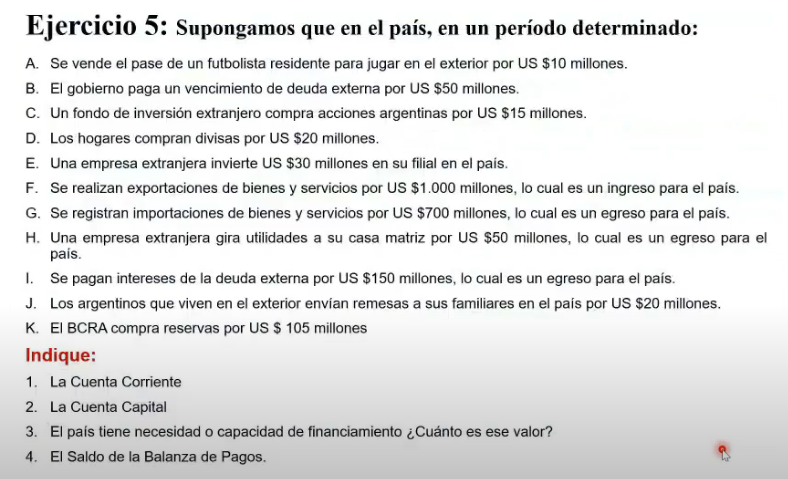 Ejercicio 5: Supongamos que en el país, en un período determinado:
A. Se vende el pase de un futbolista residente para jugar en el exterior por US $10 millones.
B. El gobierno paga un vencimiento de deuda externa por US $50 millones.
C. Un fondo de inversión extranjero compra acciones argentinas por US $15 millones.
D. Los hogares compran divisas por US $20 millones.
E. Una empresa extranjera invierte US $30 millones en su filial en el país.
F. Se realizan exportaciones de bienes y servicios por US $1.000 millones, lo cual es un ingreso para el país.
G. Se registran importaciones de bienes y servicios por US $700 millones, lo cual es un egreso para el país.
H. Una empresa extranjera gira utilidades a su casa matriz por US $50 millones, lo cual es un egreso para el
país.
I. Se pagan intereses de la deuda externa por US $150 millones, lo cual es un egreso para el país.
J. Los argentinos que viven en el exterior envían remesas a sus familiares en el país por US $20 millones.
K. El BCRA compra reservas por US $ 105 millones
Indique:
1. La Cuenta Corriente
2. La Cuenta Capital
3. El país tiene necesidad o capacidad de financiamiento ¿Cuánto es ese valor?
4. El Saldo de la Balanza de Pagos.